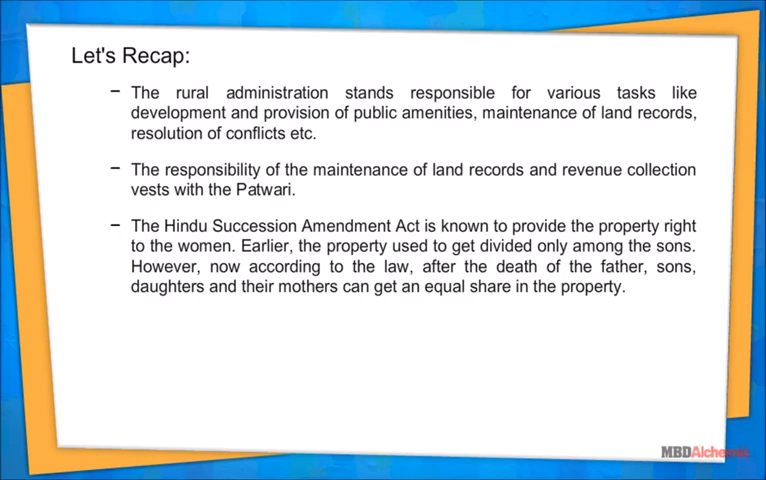 Let's Recap:
– The rural administration stands responsible for various tasks like
development and provision of public amenities, maintenance of land records,
resolution of conflicts etc.
– The responsibility of the maintenance of land records and revenue collection
vests with the Patwari.
– The Hindu Succession Amendment Act is known to provide the property right
to the women. Earlier, the property used to get divided only among the sons.
However, now according to the law, after the death of the father, sons,
daughters and their mothers can get an equal share in the property.
MBDAlchemie